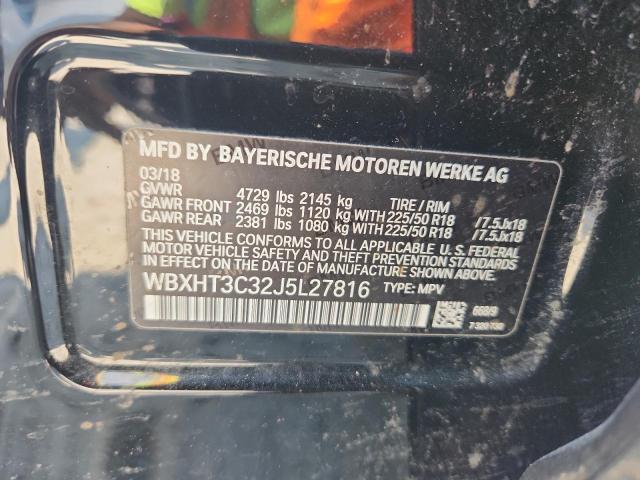 MFD BY BAYERISCHE MOTOREN WERKE AG
03/18
GVWR 4729 lbs 2145 kg TIRE / RIM
GAWR FRONT 2469 lbs 1120 kg WITH 225/50 R18 /7.5Jx18
GAWR REAR 2381 lbs 1080 kg WITH 225/50 R18 /7.5Jx18
THIS VEHICLE CONFORMS TO ALL APPLICABLE U. S. FEDERAL
MOTOR VEHICLE SAFETY AND THEFT PREVENTION STANDARDS
IN EFFECT ON THE DATE OF MANUFACTURE SHOWN ABOVE.
WBXHT3C32J5L27816 TYPE: MPV